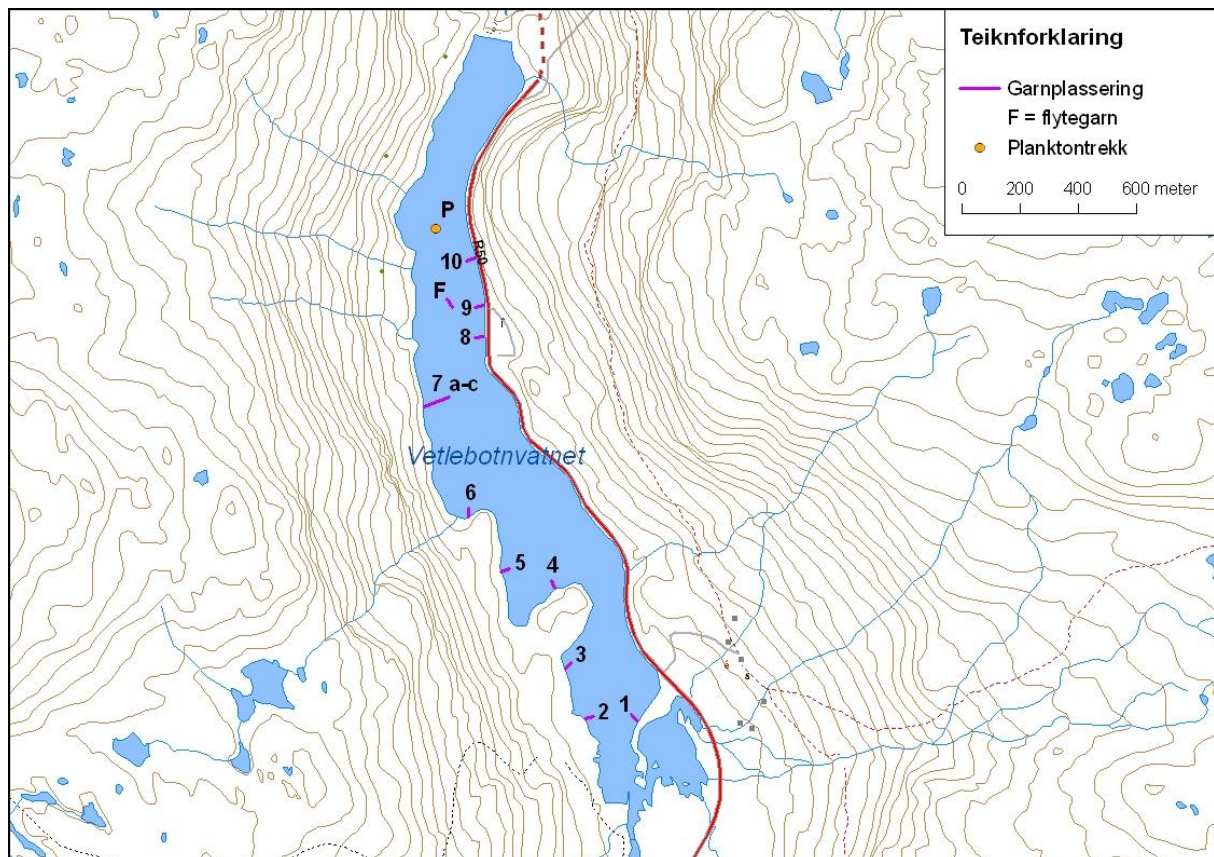 Teiknforklaring
Garnplassering
F = flytegarn
Planktontrekk
0 200 400 600 meter
P
R50
10
F
9
8
7 a-c
Vetlebotnvatnet
6
5
4
3
2
1